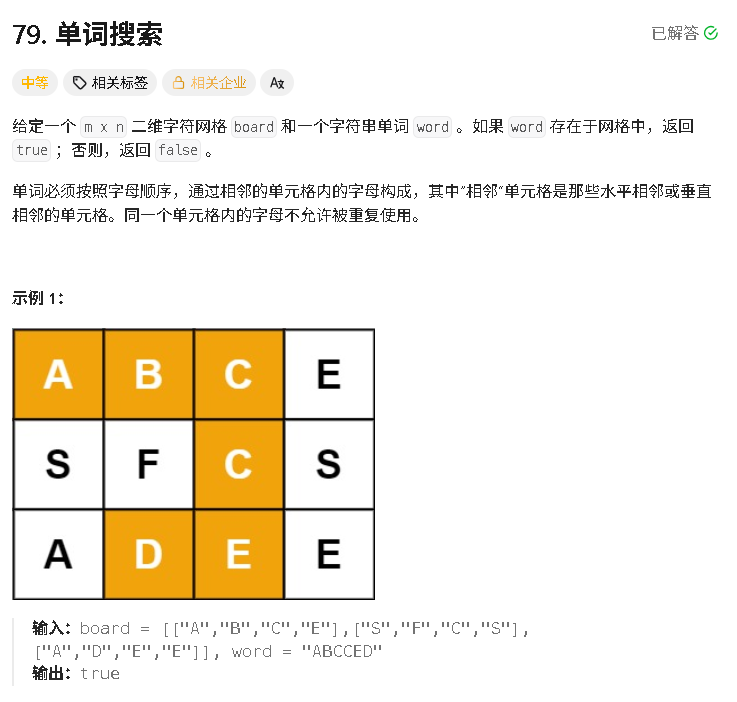 79. 单词搜索
已解答
中等 相关标签 相关企业 Aあ
给定一个 m x n 二维字符网格 board 和一个字符串单词 word 。如果 word 存在于网格中，返回
true ；否则，返回 false 。
单词必须按照字母顺序，通过相邻的单元格内的字母构成，其中“相邻”单元格是那些水平相邻或垂直
相邻的单元格。同一个单元格内的字母不允许被重复使用。
示例 1：
A B C E
S F C S
A D E E
输入：board = [["A","B","C","E"],["S","F","C","S"],
["A","D","E","E"]], word = "ABCCED"
输出：true